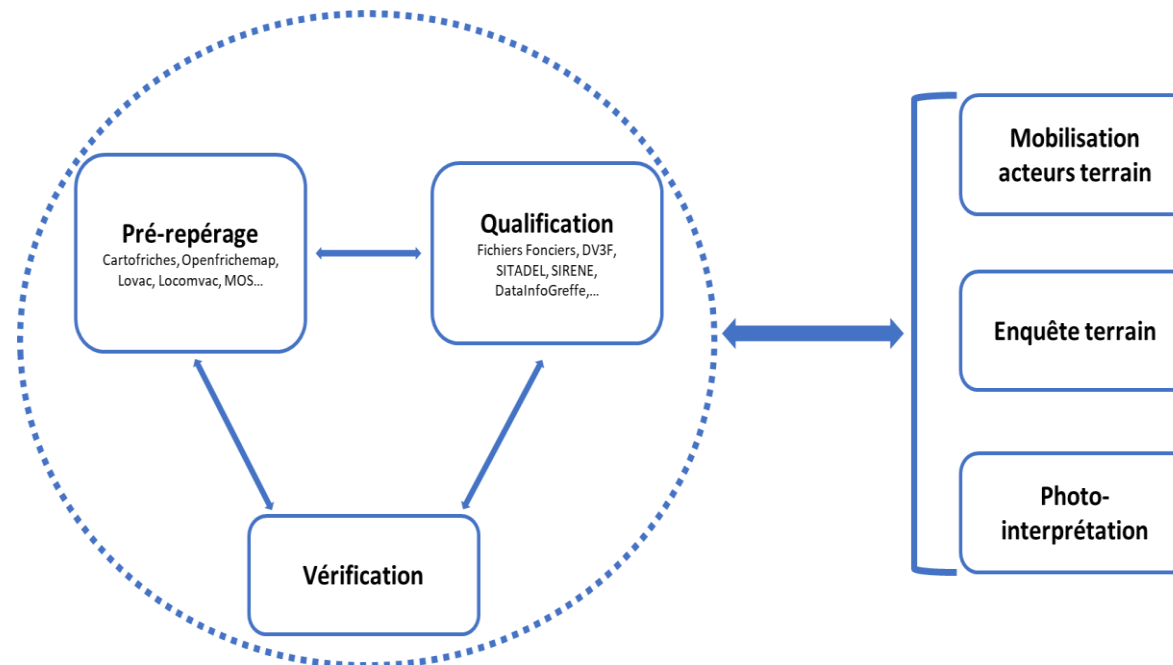 Pré-repérage
Cartofriches, Openfrichemap,
Lovac, Locomvac, MOS...
Qualification
Fichiers Fonciers, DV3F,
SITADEL, SIRENE,
DataInfoGreffe,...
Vérification
Mobilisation
acteurs terrain
Enquête terrain
Photo-
interprétation